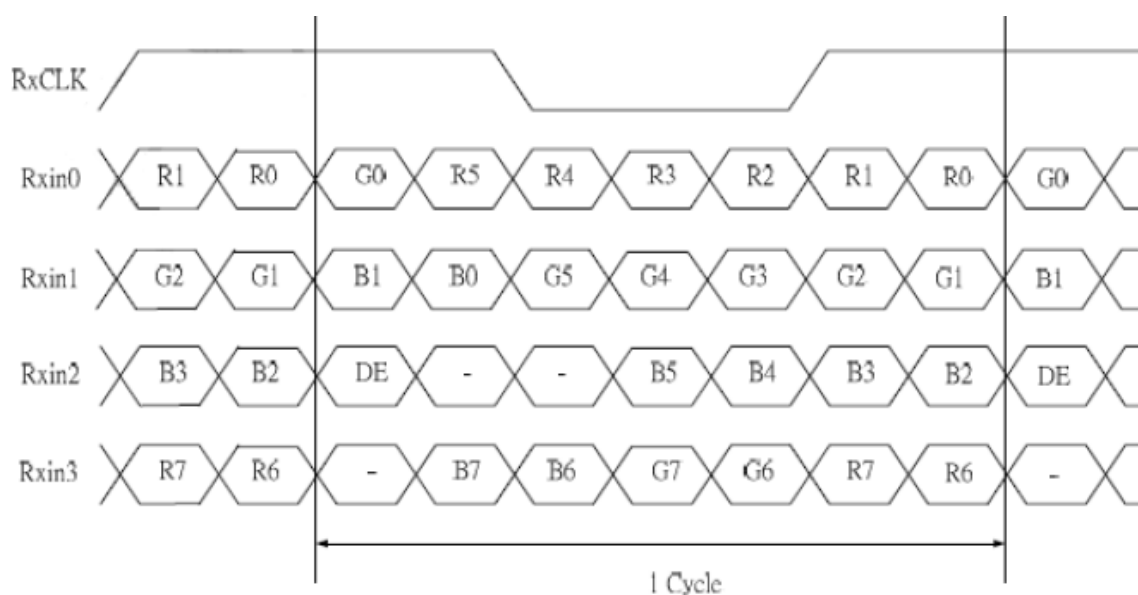 RxCLK
Rxin0 R1 R0 G0 R5 R4 R3 R2 R1 R0 G0
Rxin1 G2 G1 B1 B0 G5 G4 G3 G2 G1 B1
Rxin2 B3 B2 DE - - B5 B4 B3 B2 DE
Rxin3 R7 R6 - B7 B6 G7 G6 R7 R6 -
1 Cycle